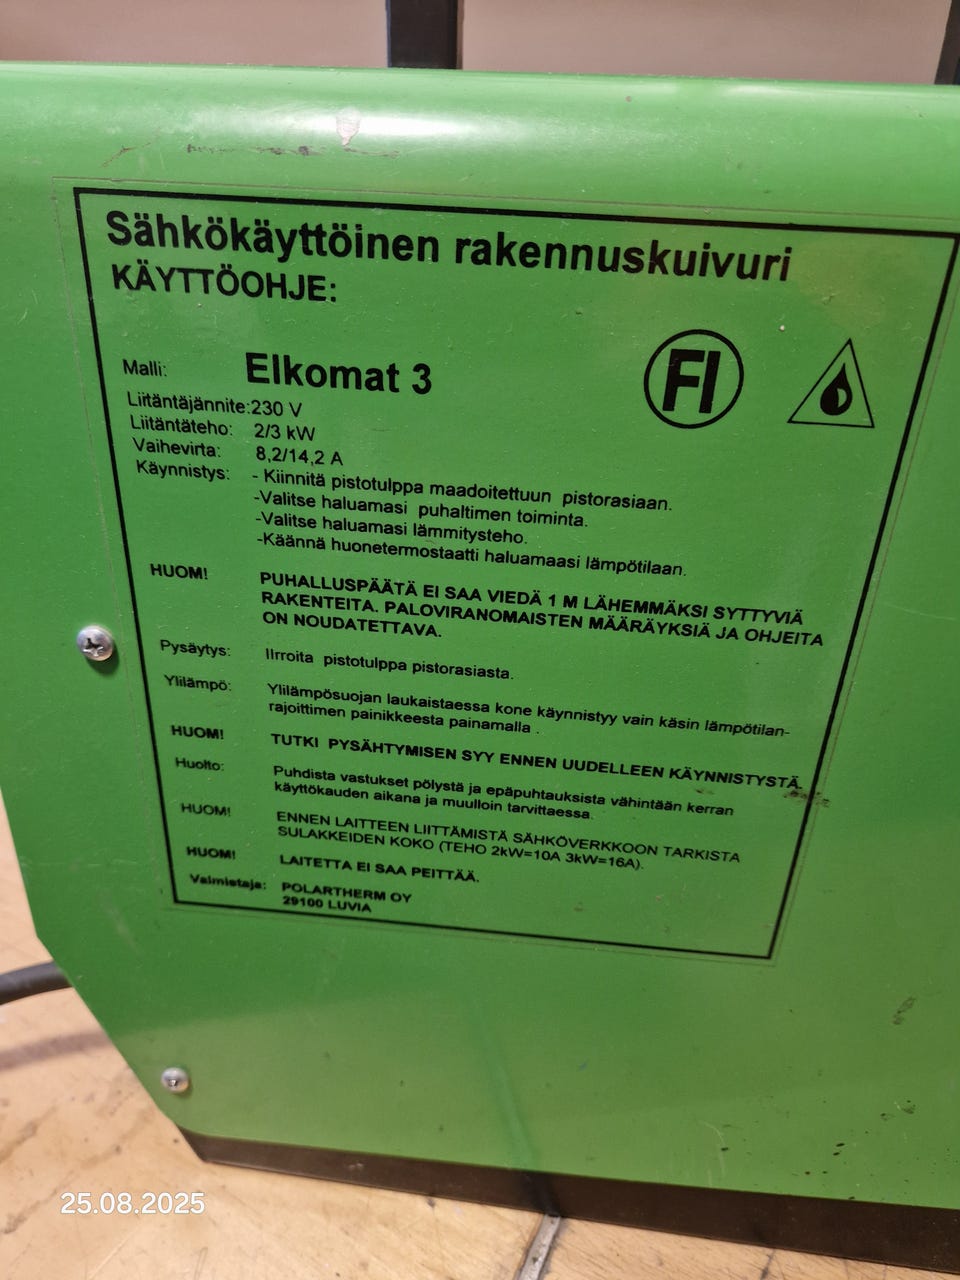 Sähkökäyttöinen rakennuskuivuri
KÄYTTÖOHJE:
Malli: Elkomat 3
FI
Liitäntäjännite:230 V
Liitäntäteho: 2/3 kW
Vaihevirta: 8,2/14,2 A
Käynnistys: - Kiinnitä pistotulppa maadoitettuun pistorasiaan.
-Valitse haluamasi puhaltimen toiminta.
-Valitse haluamasi lämmitysteho.
-Käännä huonetermostaatti haluamaasi lämpötilaan.
HUOM! PUHALLUSPÄÄTÄ EI SAA VIEDÄ 1 M LÄHEMMÄKSI SYTTYVIÄ
RAKENTEITA. PALOVIRANOMAISTEN MÄÄRÄYKSIÄ JA OHJEITA
ON NOUDATETTAVA.
Pysäytys: Irroita pistotulppa pistorasiasta.
Ylilämpö: Ylilämpösuojan laukaistaessa kone käynnistyy vain käsin lämpötilan-
rajoittimen painikkeesta painamalla .
HUOM! TUTKI PYSÄHTYMISEN SYY ENNEN UUDELLEEN KÄYNNISTYSTÄ.
Huolto: Puhdista vastukset pölystä ja epäpuhtauksista vähintään kerran
käyttökauden aikana ja muulloin tarvittaessa.
HUOM! ENNEN LAITTEEN LIITTÄMISTÄ SÄHKÖVERKKOON TARKISTA
SULAKKEIDEN KOKO (TEHO 2kW=10A 3kW=16A).
HUOM! LAITETTA EI SAA PEITTÄÄ.
Valmistaja: POLARTHERM OY
29100 LUVIA
25.08.2025